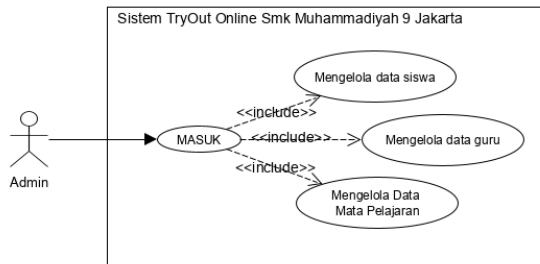 Sistem TryOut Online Smk Muhammadiyah 9 Jakarta
Mengelola data siswa
<<include>>
MASUK
<<include>>
Mengelola data guru
<<include>>
Admin
Mengelola Data
Mata Pelajaran